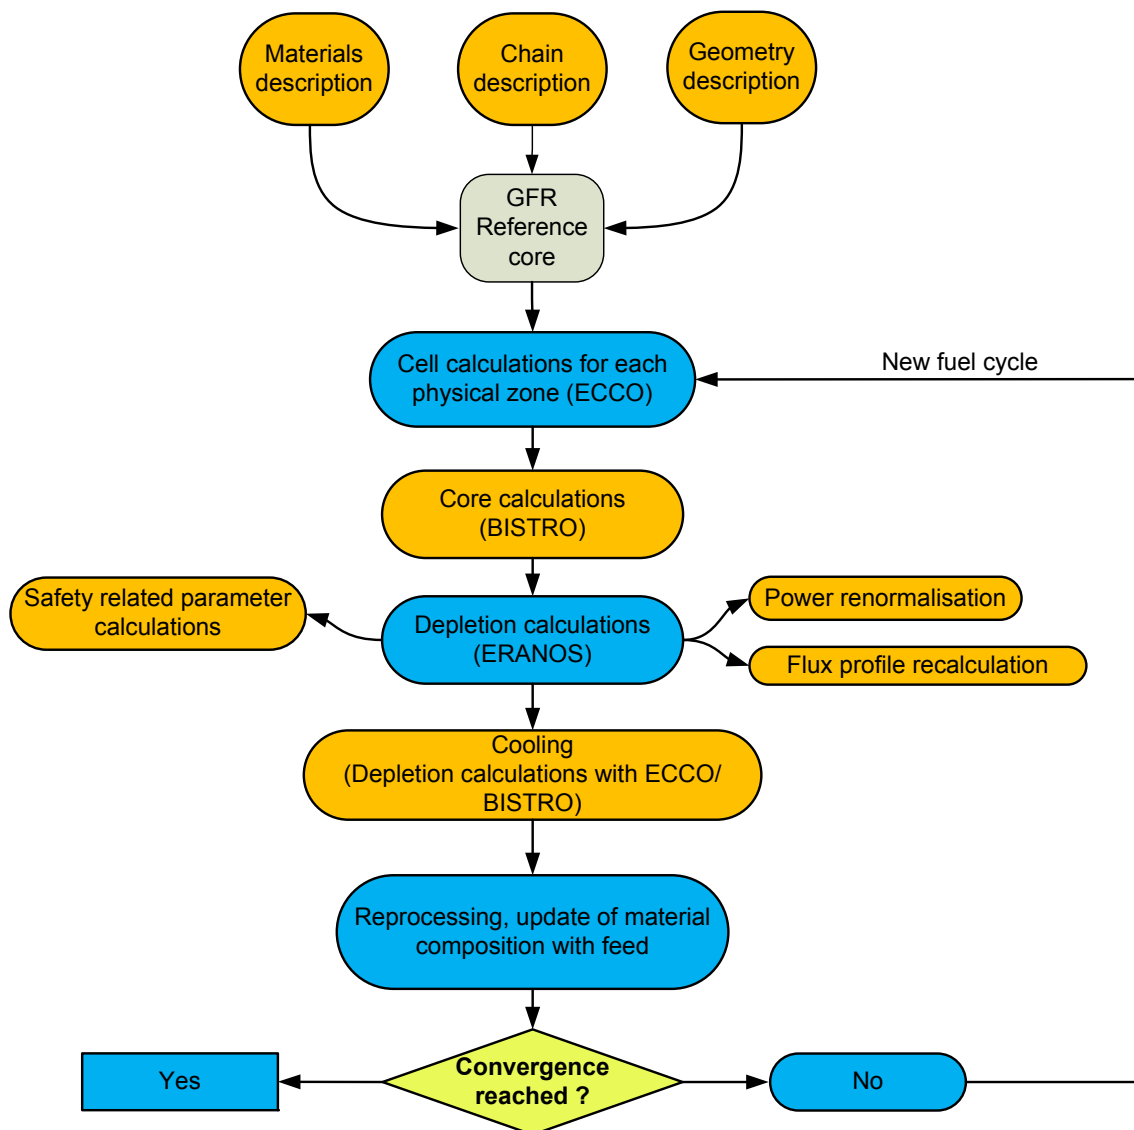 Materials
description
Chain
description
Geometry
description
GFR
Reference
core
Cell calculations for each
physical zone (ECCO)
New fuel cycle
Core calculations
(BISTRO)
Safety related parameter
calculations
Depletion calculations
(ERANOS)
Power renormalisation
Flux profile recalculation
Cooling
(Depletion calculations with ECCO/
BISTRO)
Reprocessing, update of material
composition with feed
Yes
Convergence
reached ?
No